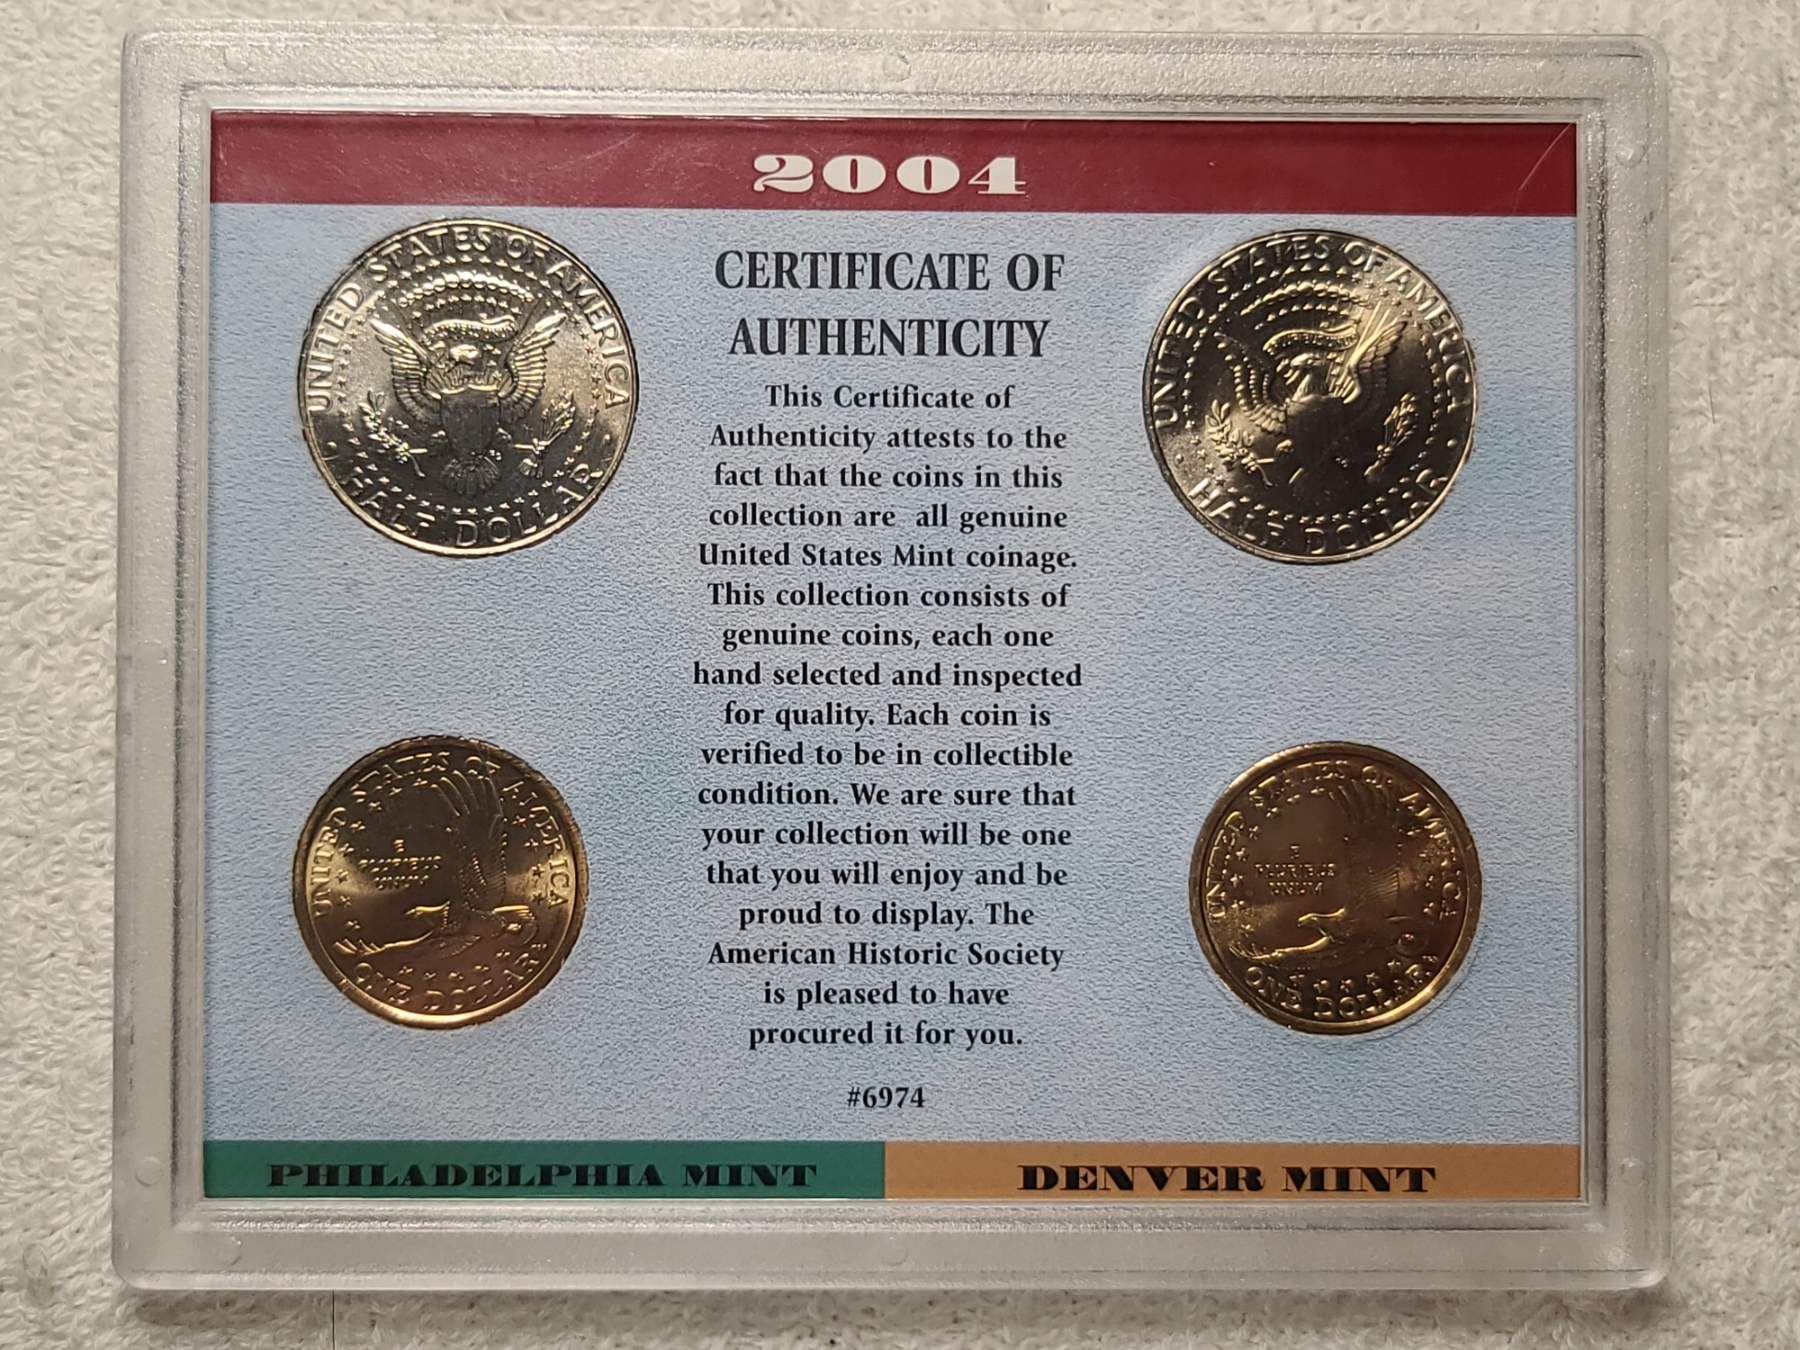 2004
CERTIFICATE OF
AUTHENTICITY
This Certificate of
Authenticity attests to the
fact that the coins in this
collection are all genuine
United States Mint coinage.
This collection consists of
genuine coins, each one
hand selected and inspected
for quality. Each coin is
verified to be in collectible
condition. We are sure that
your collection will be one
that you will enjoy and be
proud to display. The
American Historic Society
is pleased to have
procured it for you.
#6974
UNITED STATES OF AMERICA
HALF DOLLAR
UNITED STATES OF AMERICA
HALF DOLLAR
UNITED STATES OF AMERICA
E
PLURIBUS
UNUM
ONE DOLLAR
UNITED STATES OF AMERICA
E
PLURIBUS
UNUM
ONE DOLLAR
PHILADELPHIA MINT
DENVER MINT